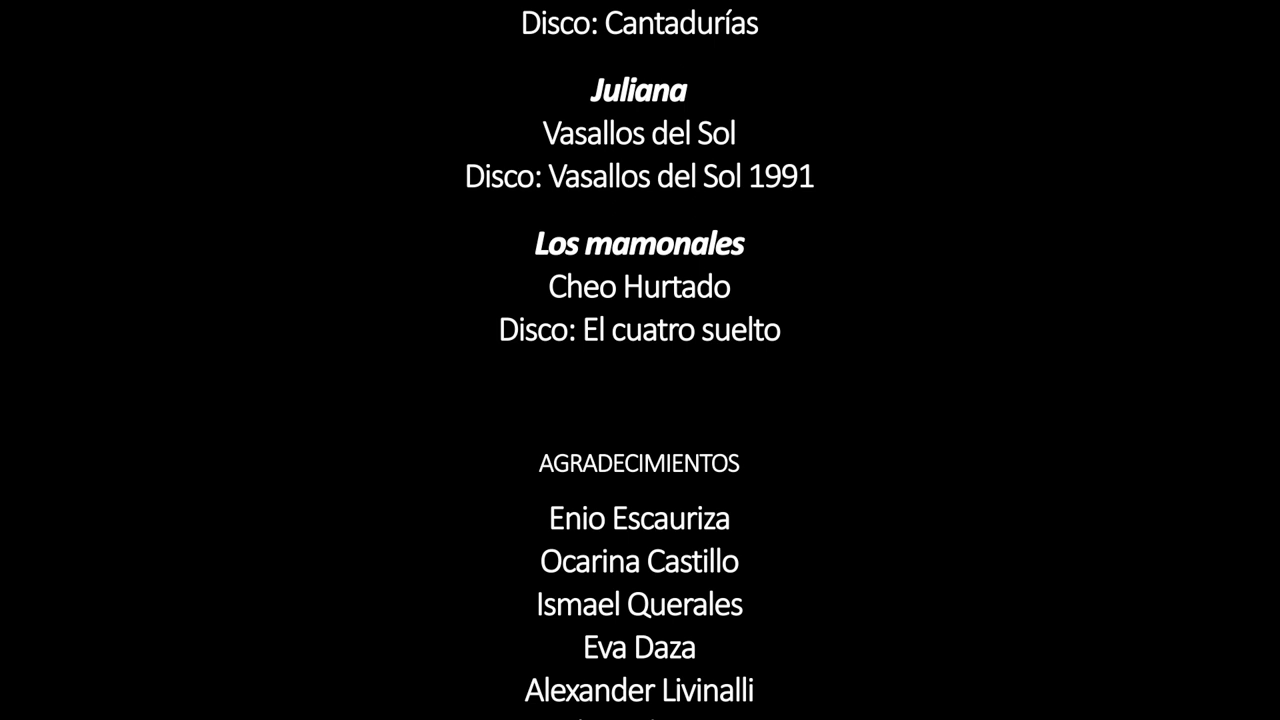 Disco: Cantadurías
Juliana
Vasallos del Sol
Disco: Vasallos del Sol 1991
Los mamonales
Cheo Hurtado
Disco: El cuatro suelto
AGRADECIMIENTOS
Enio Escauriza
Ocarina Castillo
Ismael Querales
Eva Daza
Alexander Livinalli